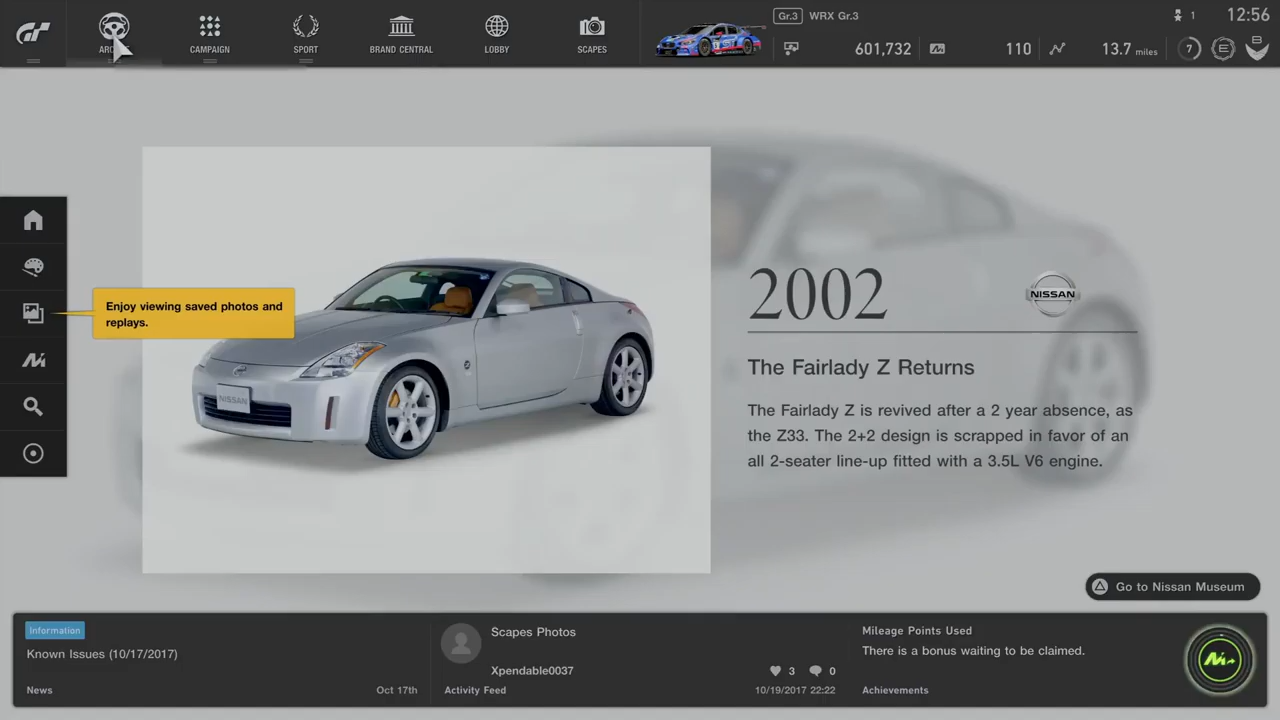 GT
ARC
CAMPAIGN
SPORT
BRAND CENTRAL
LOBBY
SCAPES
Gr.3 WRX Gr.3
601,732
110
13.7 miles
1
12:56
7
E
Enjoy viewing saved photos and
replays.
NISSAN
2002
NISSAN
The Fairlady Z Returns
The Fairlady Z is revived after a 2 year absence, as
the Z33. The 2+2 design is scrapped in favor of an
all 2-seater line-up fitted with a 3.5L V6 engine.
Go to Nissan Museum
Information
Known Issues (10/17/2017)
News
Oct 17th
Scapes Photos
Xpendable0037
3 0
Activity Feed
10/19/2017 22:22
Mileage Points Used
There is a bonus waiting to be claimed.
Achievements